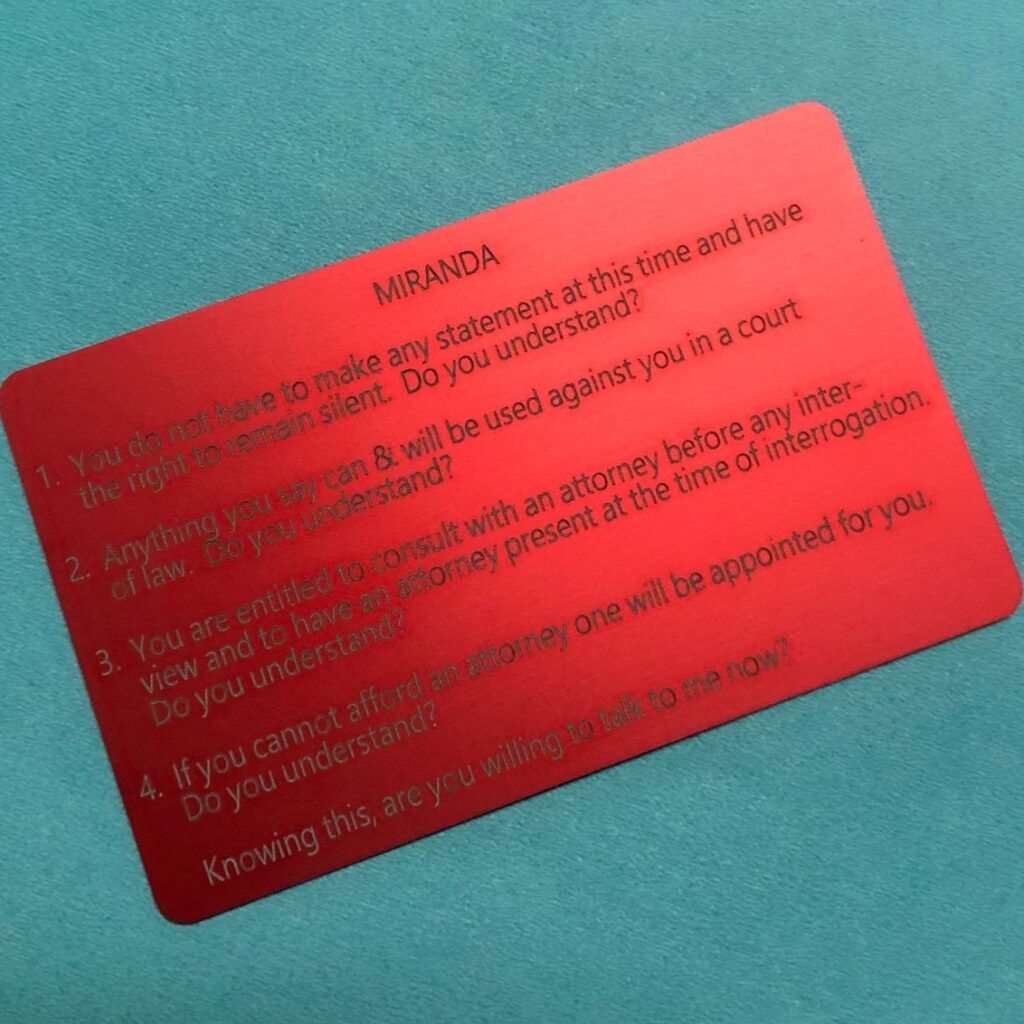 MIRANDA
1. You do not have to make any statement at this time and have
the right to remain silent. Do you understand?
2. Anything you say can & will be used against you in a court
of law. Do you understand?
3. You are entitled to consult with an attorney before any inter-
view and to have an attorney present at the time of interrogation.
Do you understand?
4. If you cannot afford an attorney one will be appointed for you.
Do you understand?
Knowing this, are you willing to talk to me now?